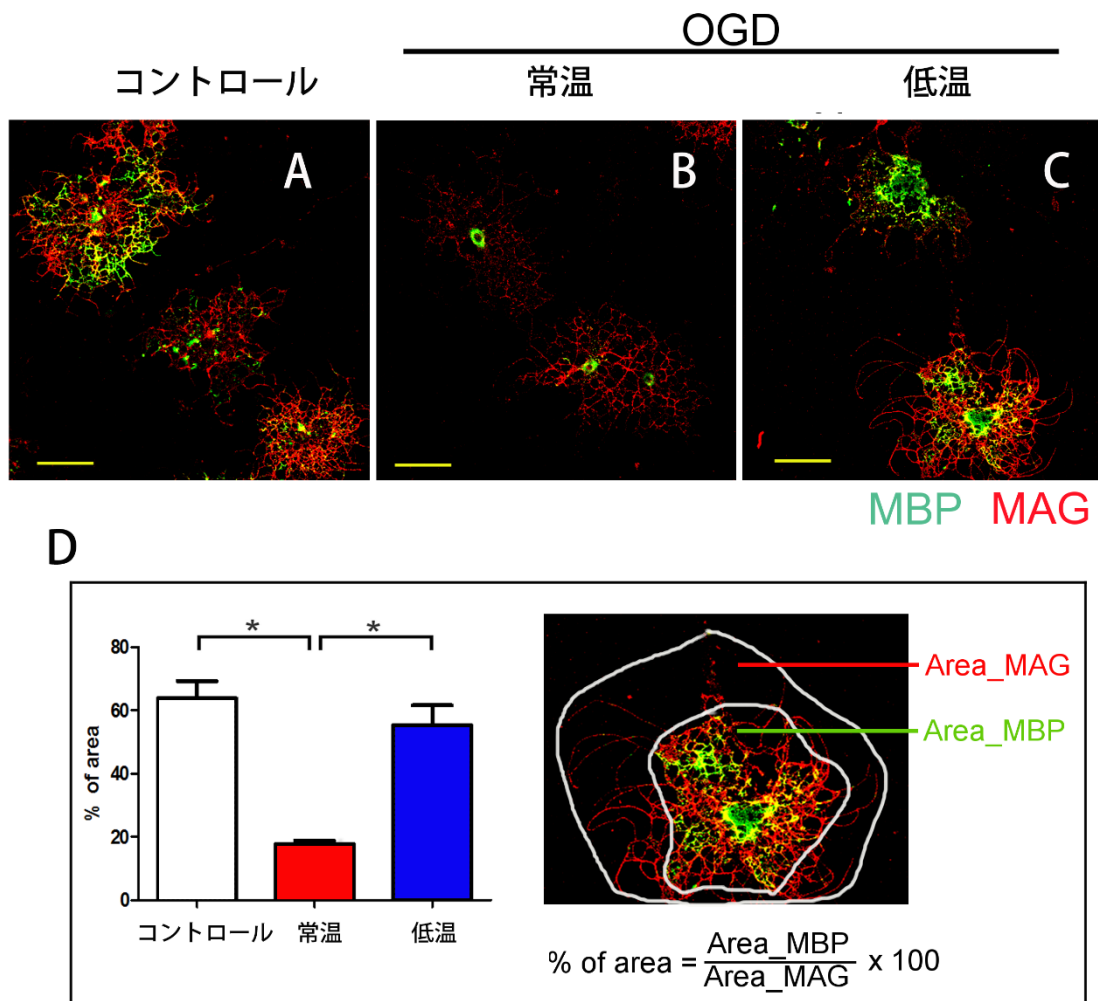 OGD
コントロール 常温 低温
A B C
MBP MAG
D
80
60
40
20
0
% of area
* *
コントロール 常温 低温
Area_MAG
Area_MBP
% of area = Area_MBP
Area_MAG x 100